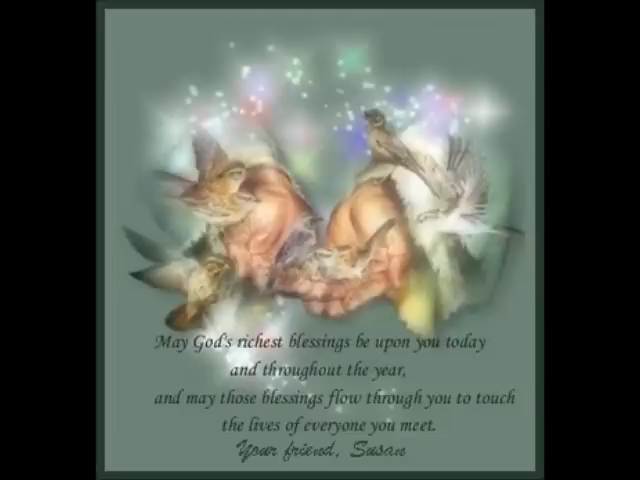 May God's richest blessings be upon you today
and throughout the year,
and may those blessings flow through you to touch
the lives of everyone you meet.
Your friend, Susan